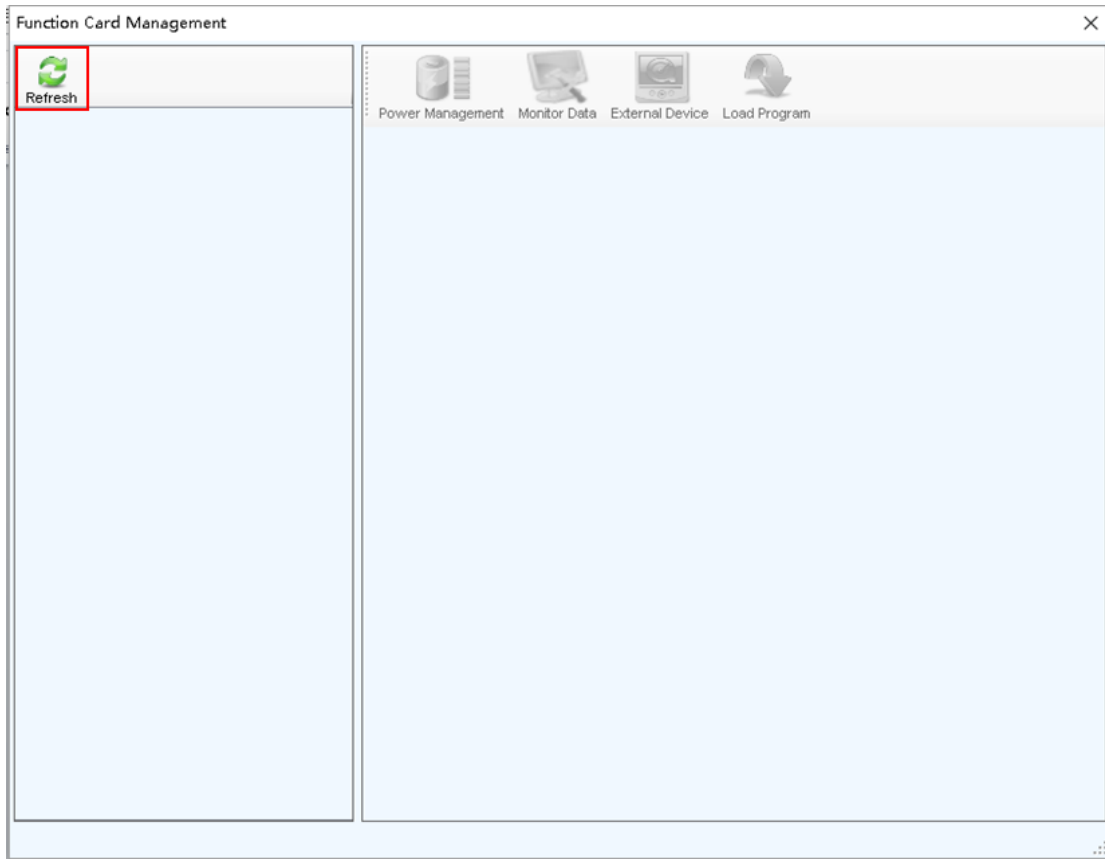 Function Card Management
Refresh
Power Management Monitor Data External Device Load Program